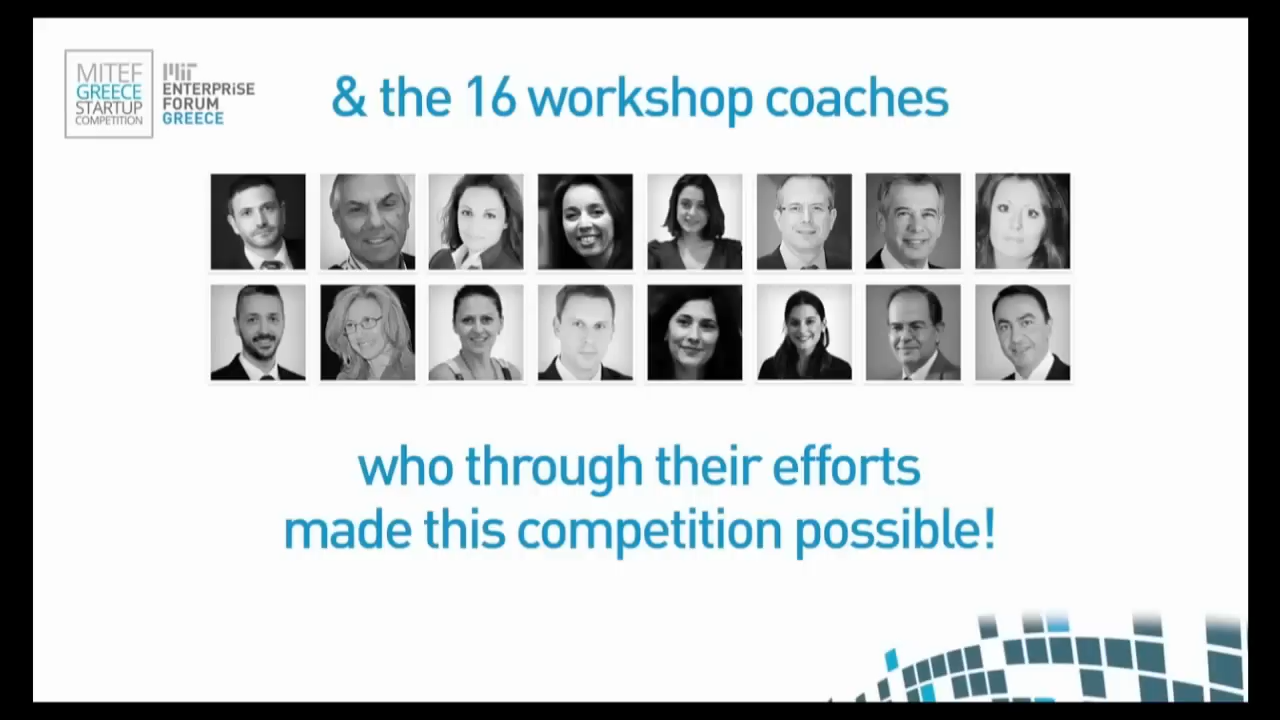 MITEF
GREECE
STARTUP
COMPETITION
MIT
ENTERPRISE
FORUM
GREECE
& the 16 workshop coaches
who through their efforts
made this competition possible!